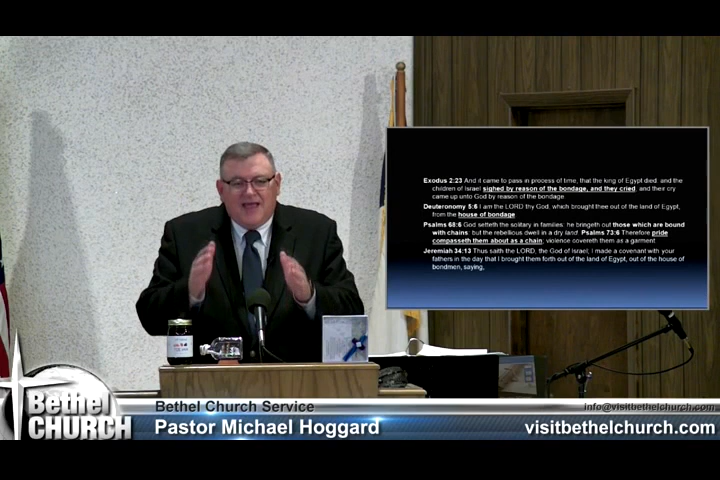 Exodus 2:23 And it came to pass in process of time, that the king of Egypt died: and the
children of Israel sighed by reason of the bondage, and they cried, and their cry
came up unto God by reason of the bondage
Deuteronomy 5:6 I am the LORD thy God, which brought thee out of the land of Egypt,
from the house of bondage
Psalms 68:6 God setteth the solitary in families: he bringeth out those which are bound
with chains: but the rebellious dwell in a dry land! Psalms 73:6 Therefore pride
compasseth them about as a chain; violence covereth them as a garment
Jeremiah 34:13 Thus saith the LORD, the God of Israel; I made a covenant with your
fathers in the day that I brought them forth out of the land of Egypt, out of the house of
bondmen, saying,
Bethel
CHURCH
Bethel Church Service
info@visitbethelchurch.com
Pastor Michael Hoggard
visitbethelchurch.com